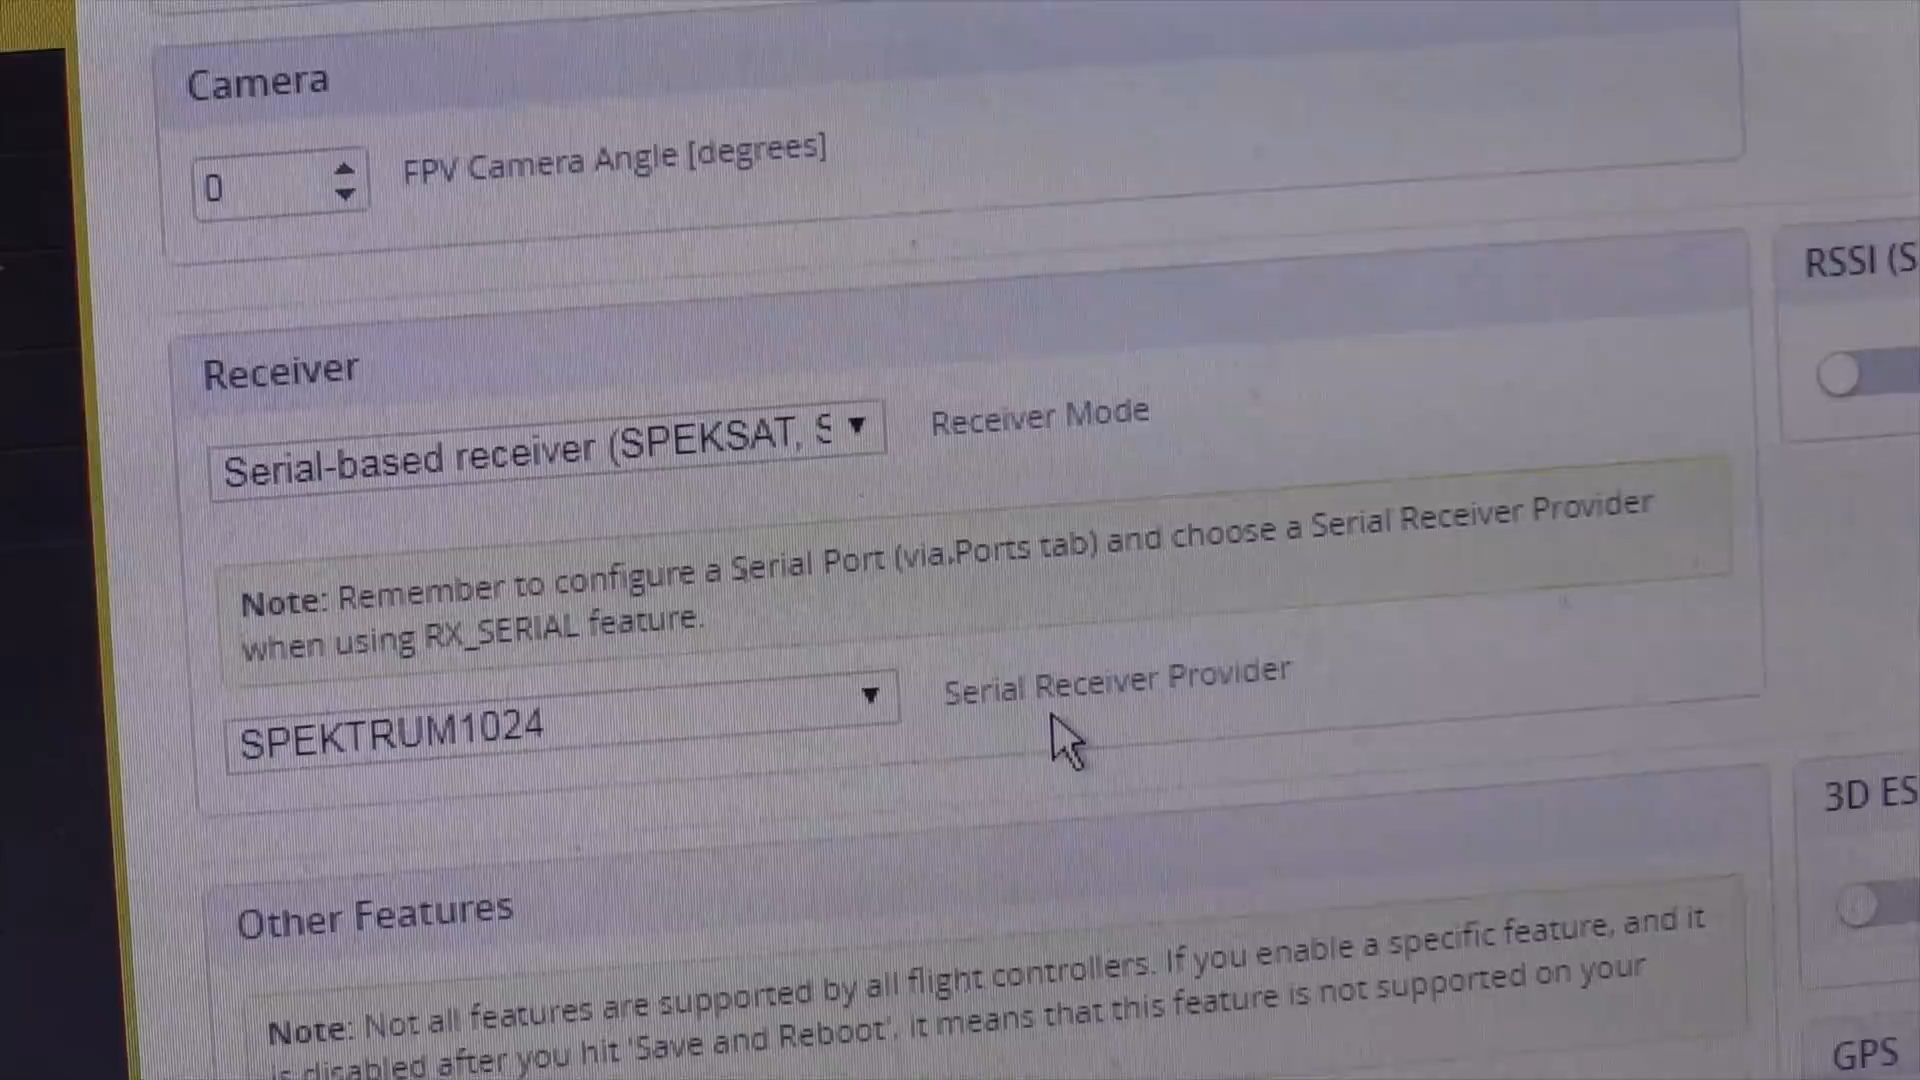 Camera
0
FPV Camera Angle [degrees]
RSSI (S
Receiver
Serial-based receiver (SPEKSAT, S
Receiver Mode
Note: Remember to configure a Serial Port (via Ports tab) and choose a Serial Receiver Provider
when using RX_SERIAL feature.
SPEKTRUM1024
Serial Receiver Provider
3D ES
Other Features
Note: Not all features are supported by all flight controllers. If you enable a specific feature, and it
is disabled after you hit 'Save and Reboot', it means that this feature is not supported on your
GPS